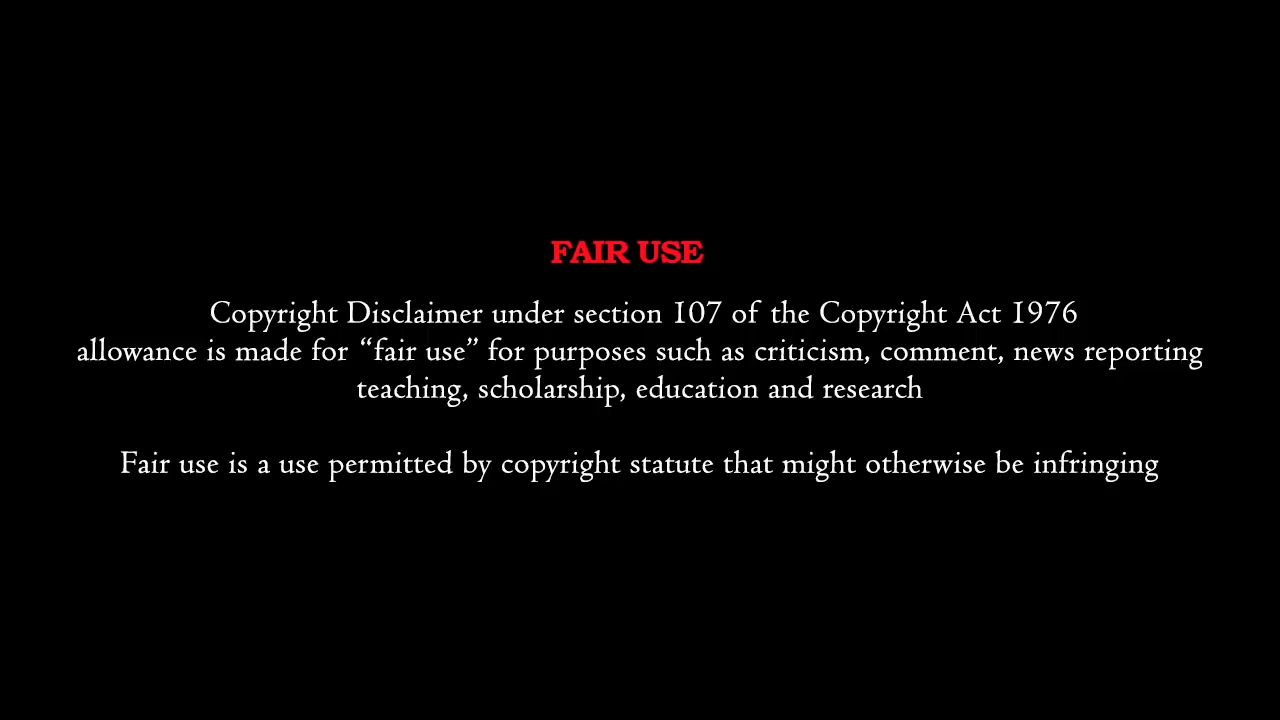 FAIR USE
Copyright Disclaimer under section 107 of the Copyright Act 1976
allowance is made for “fair use” for purposes such as criticism, comment, news reporting
teaching, scholarship, education and research
Fair use is a use permitted by copyright statute that might otherwise be infringing